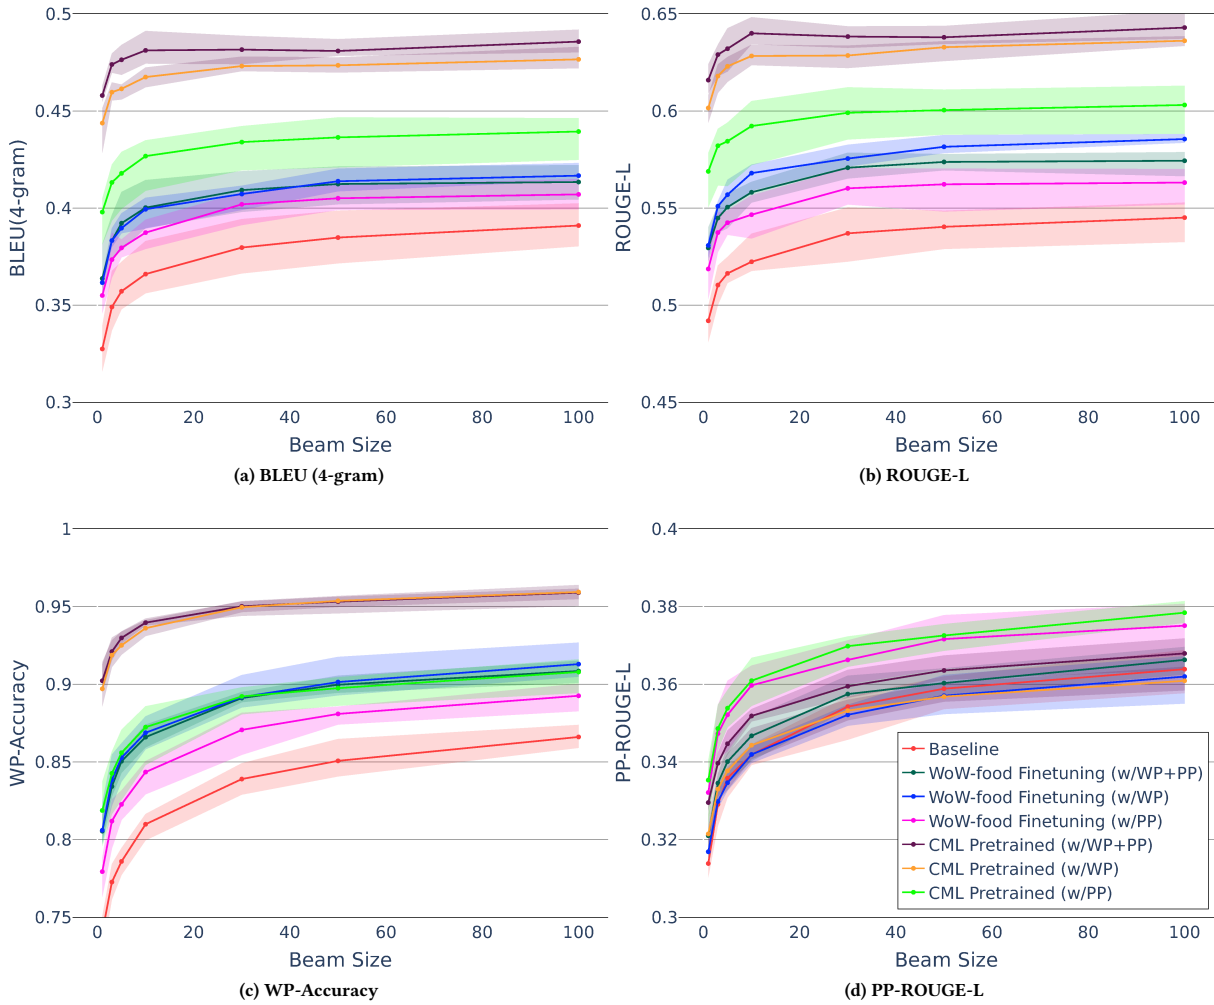 0.5
0.45
0.4
0.35
0.3
BLEU(4-gram)
0
20
40
60
80
100
Beam Size
(a) BLEU (4-gram)
0.65
0.6
0.55
0.5
0.45
ROUGE-L
0
20
40
60
80
100
Beam Size
(b) ROUGE-L
1
0.95
0.9
0.85
0.8
0.75
WP-Accuracy
0
20
40
60
80
100
Beam Size
(c) WP-Accuracy
0.4
0.38
0.36
0.34
0.32
0.3
PP-ROUGE-L
Baseline
WoW-food Finetuning (w/WP+PP)
WoW-food Finetuning (w/WP)
WoW-food Finetuning (w/PP)
CML Pretrained (w/WP+PP)
CML Pretrained (w/WP)
CML Pretrained (w/PP)
0
20
40
60
80
100
Beam Size
(d) PP-ROUGE-L